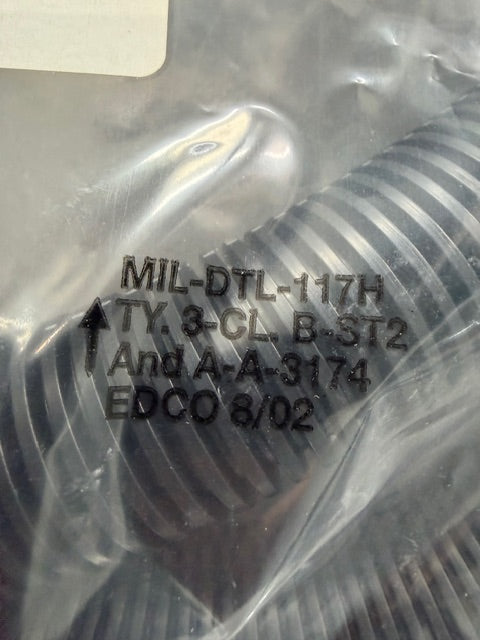 MIL-DTL-117H
TY. 3-CL. B-ST2
And A-A-3174
EDCO 8/02